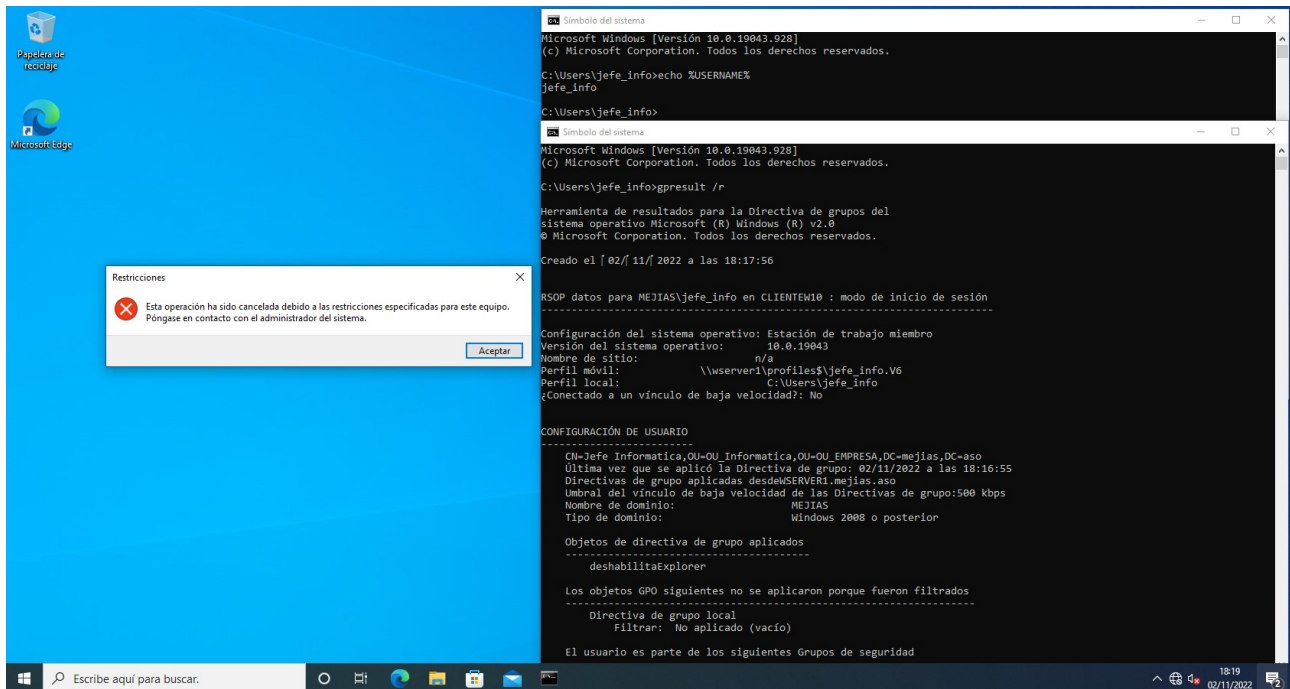 Papelera de
reciclaje
Microsoft Edge
Restricciones
Esta operación ha sido cancelada debido a las restricciones especificadas para este equipo.
Póngase en contacto con el administrador del sistema.
Aceptar
Símbolo del sistema
Microsoft Windows [Versión 10.0.19043.928]
(c) Microsoft Corporation. Todos los derechos reservados.
C:\Users\jefe_info>echo %USERNAME%
jefe_info
C:\Users\jefe_info>
Símbolo del sistema
Microsoft Windows [Versión 10.0.19043.928]
(c) Microsoft Corporation. Todos los derechos reservados.
C:\Users\jefe_info>gpresult /r
Herramienta de resultados para la Directiva de grupos del
sistema operativo Microsoft (R) Windows (R) v2.0
© Microsoft Corporation. Todos los derechos reservados.
Creado el ⌈ 02/⌈ 11/⌈ 2022 a las 18:17:56
RSOP datos para MEJIAS\jefe_info en CLIENTEW10 : modo de inicio de sesión
-------------------------------------------------------------------------
Configuración del sistema operativo: Estación de trabajo miembro
Versión del sistema operativo: 10.0.19043
Nombre de sitio: n/a
Perfil móvil: \\wserver1\profiles$\jefe_info.V6
Perfil local: C:\Users\jefe_info
¿Conectado a un vínculo de baja velocidad?: No
CONFIGURACIÓN DE USUARIO
-------------------------
CN=Jefe Informatica,OU=OU_Informatica,OU=OU_EMPRESA,DC=mejias,DC=aso
Última vez que se aplicó la Directiva de grupo: 02/11/2022 a las 18:16:55
Directivas de grupo aplicadas desdeWSERVER1.mejias.aso
Umbral del vínculo de baja velocidad de las Directivas de grupo:500 kbps
Nombre de dominio: MEJIAS
Tipo de dominio: Windows 2008 o posterior
Objetos de directiva de grupo aplicados
----------------------------------------
deshabilitaExplorer
Los objetos GPO siguientes no se aplicaron porque fueron filtrados
-------------------------------------------------------------------
Directiva de grupo local
Filtrar: No aplicado (vacío)
El usuario es parte de los siguientes Grupos de seguridad
Escribe aquí para buscar.
18:19
02/11/2022
2